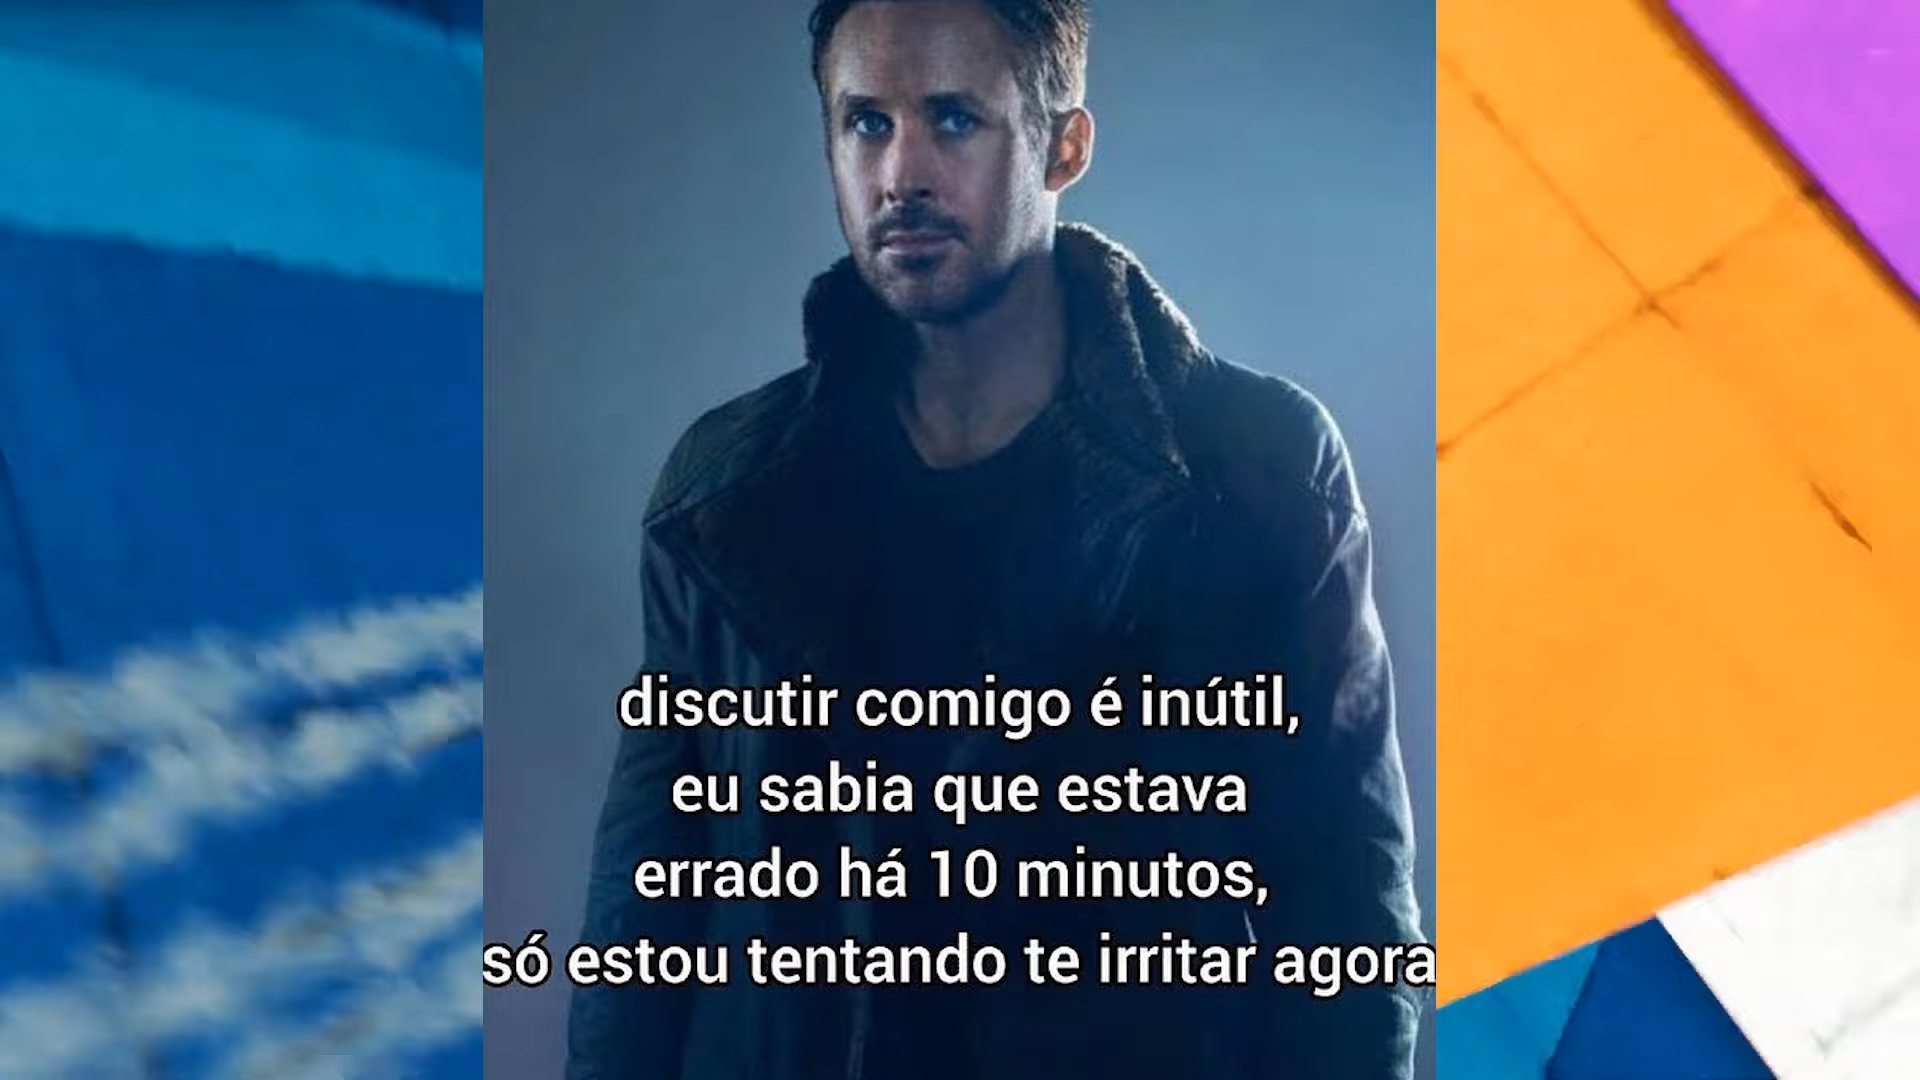 discutir comigo é inútil,
eu sabia que estava
errado há 10 minutos,
só estou tentando te irritar agora